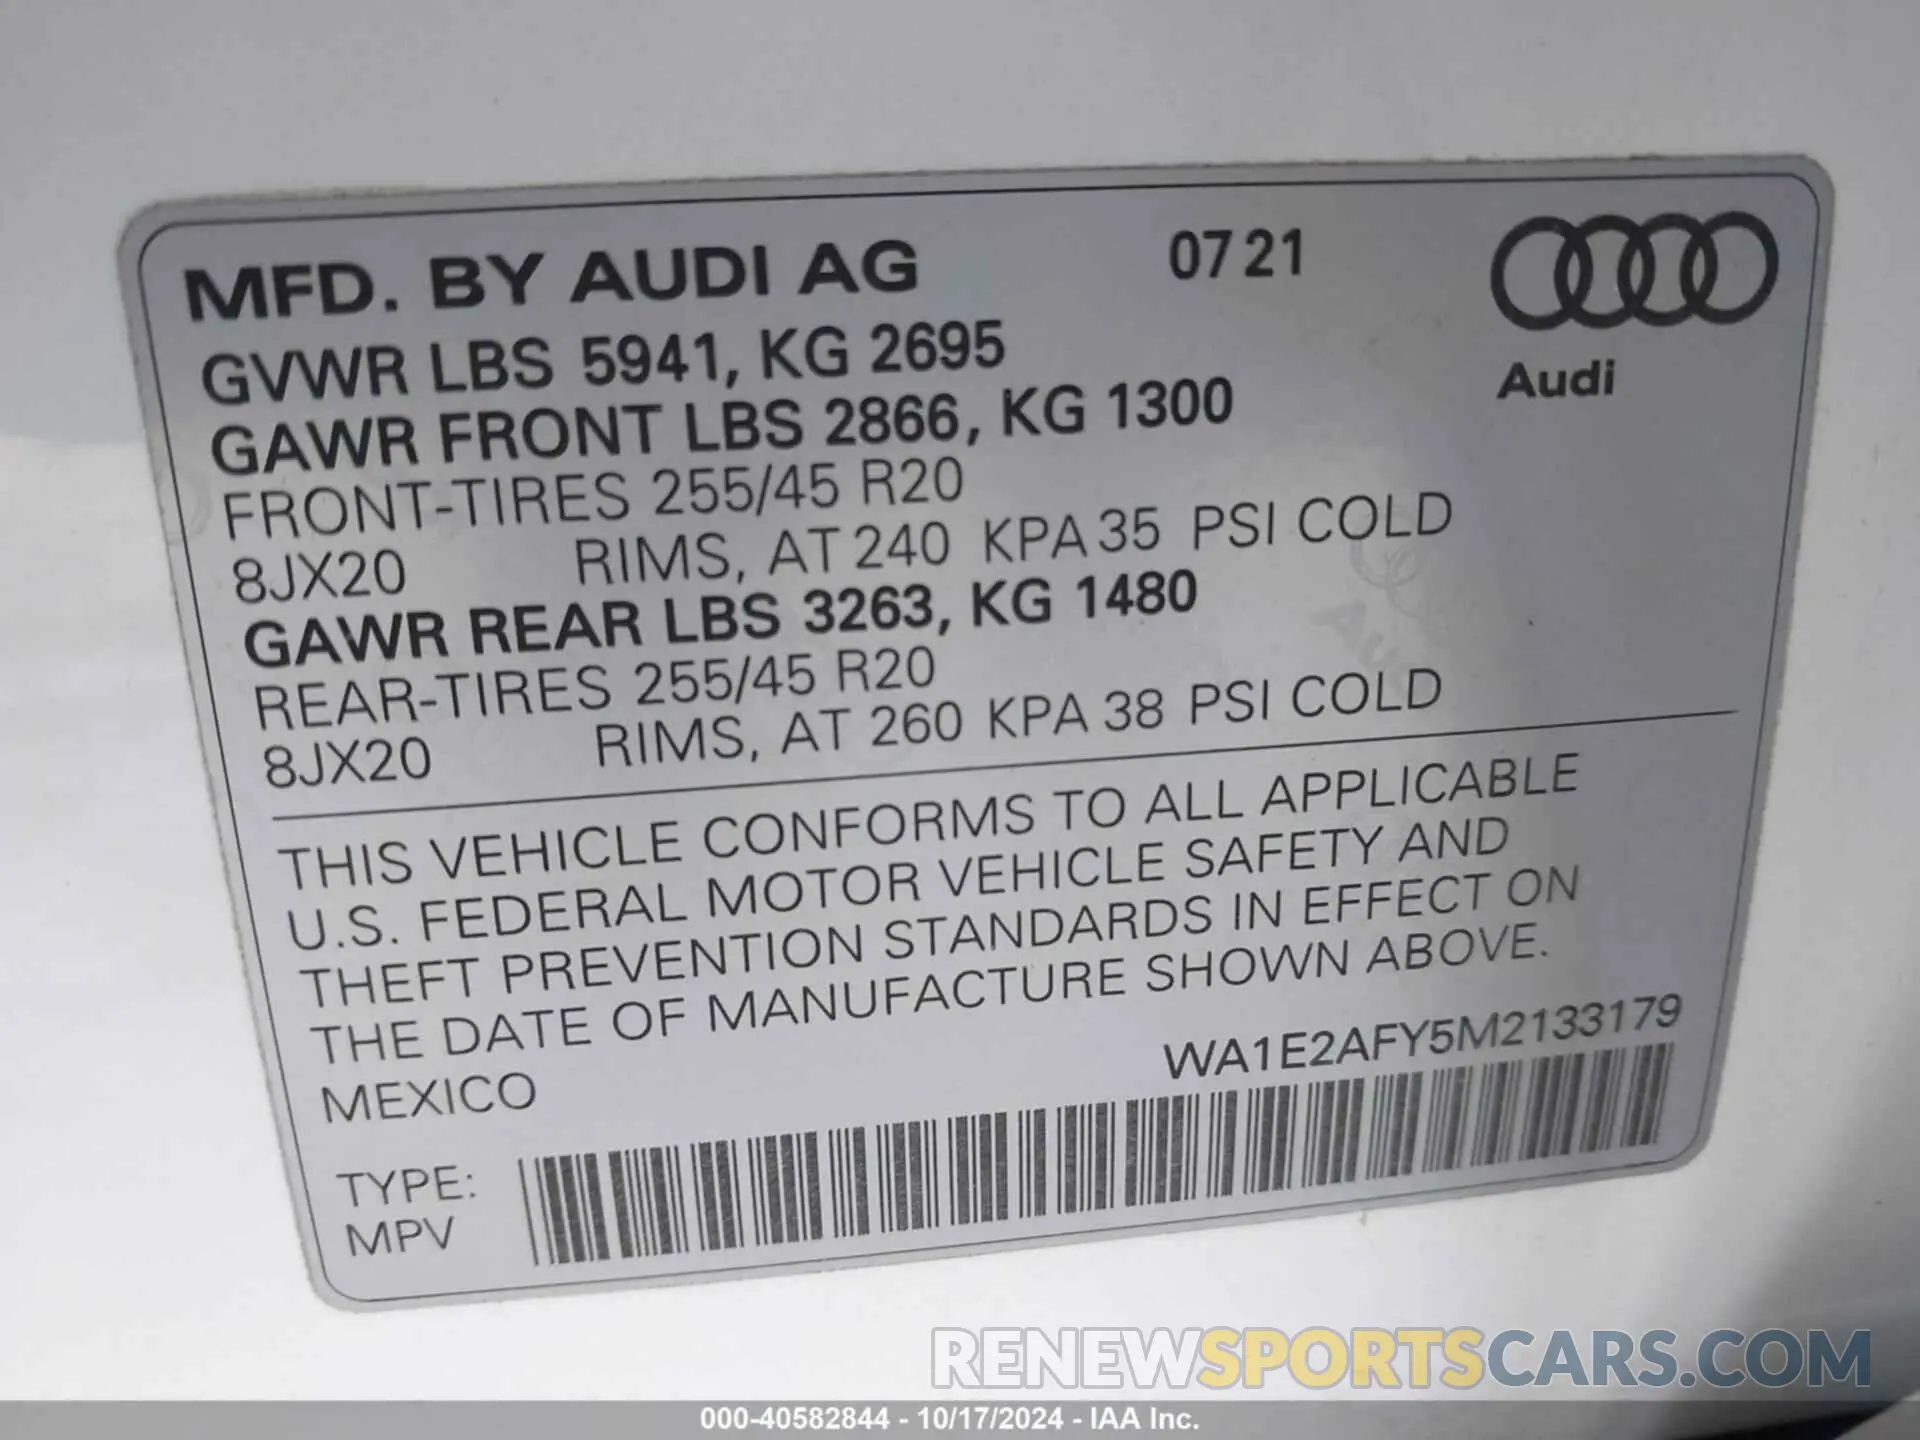 MFD. BY AUDI AG 07 21
Audi
GVWR LBS 5941, KG 2695
GAWR FRONT LBS 2866, KG 1300
FRONT-TIRES 255/45 R20
8JX20 RIMS, AT 240 KPA 35 PSI COLD
GAWR REAR LBS 3263, KG 1480
REAR-TIRES 255/45 R20
8JX20 RIMS, AT 260 KPA 38 PSI COLD
THIS VEHICLE CONFORMS TO ALL APPLICABLE
U.S. FEDERAL MOTOR VEHICLE SAFETY AND
THEFT PREVENTION STANDARDS IN EFFECT ON
THE DATE OF MANUFACTURE SHOWN ABOVE.
MEXICO WA1E2AFY5M2133179
TYPE:
MPV
RENEWSPORTSCARS.COM
000-40582844 - 10/17/2024 - IAA Inc.